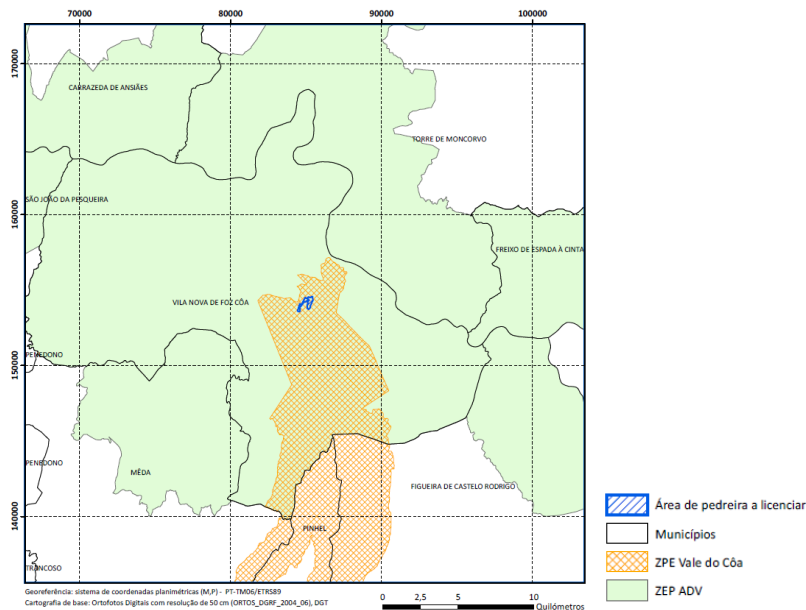 70000 80000 90000 100000
170000
CARRAZEDA DE ANSIÃES
TORRE DE MONCORVO
160000
SÃO JOÃO DA PESQUEIRA
FREIXO DE ESPADA À CINTA
VILA NOVA DE FOZ CÔA
PENEDONO
150000
PENEDONO
MÊDA
FIGUEIRA DE CASTELO RODRIGO
140000
PINHEL
TRANCOSO
Área de pedreira a licenciar
Municípios
ZPE Vale do Côa
ZEP ADV
Georeferência: sistema de coordenadas planimétricas (M,P) - PT-TM06/ETRS89
Cartografia de base: Ortofotos Digitais com resolução de 50 cm (ORTOS_DGRF_2004_06), DGT
0 2,5 5 10
Quilómetros